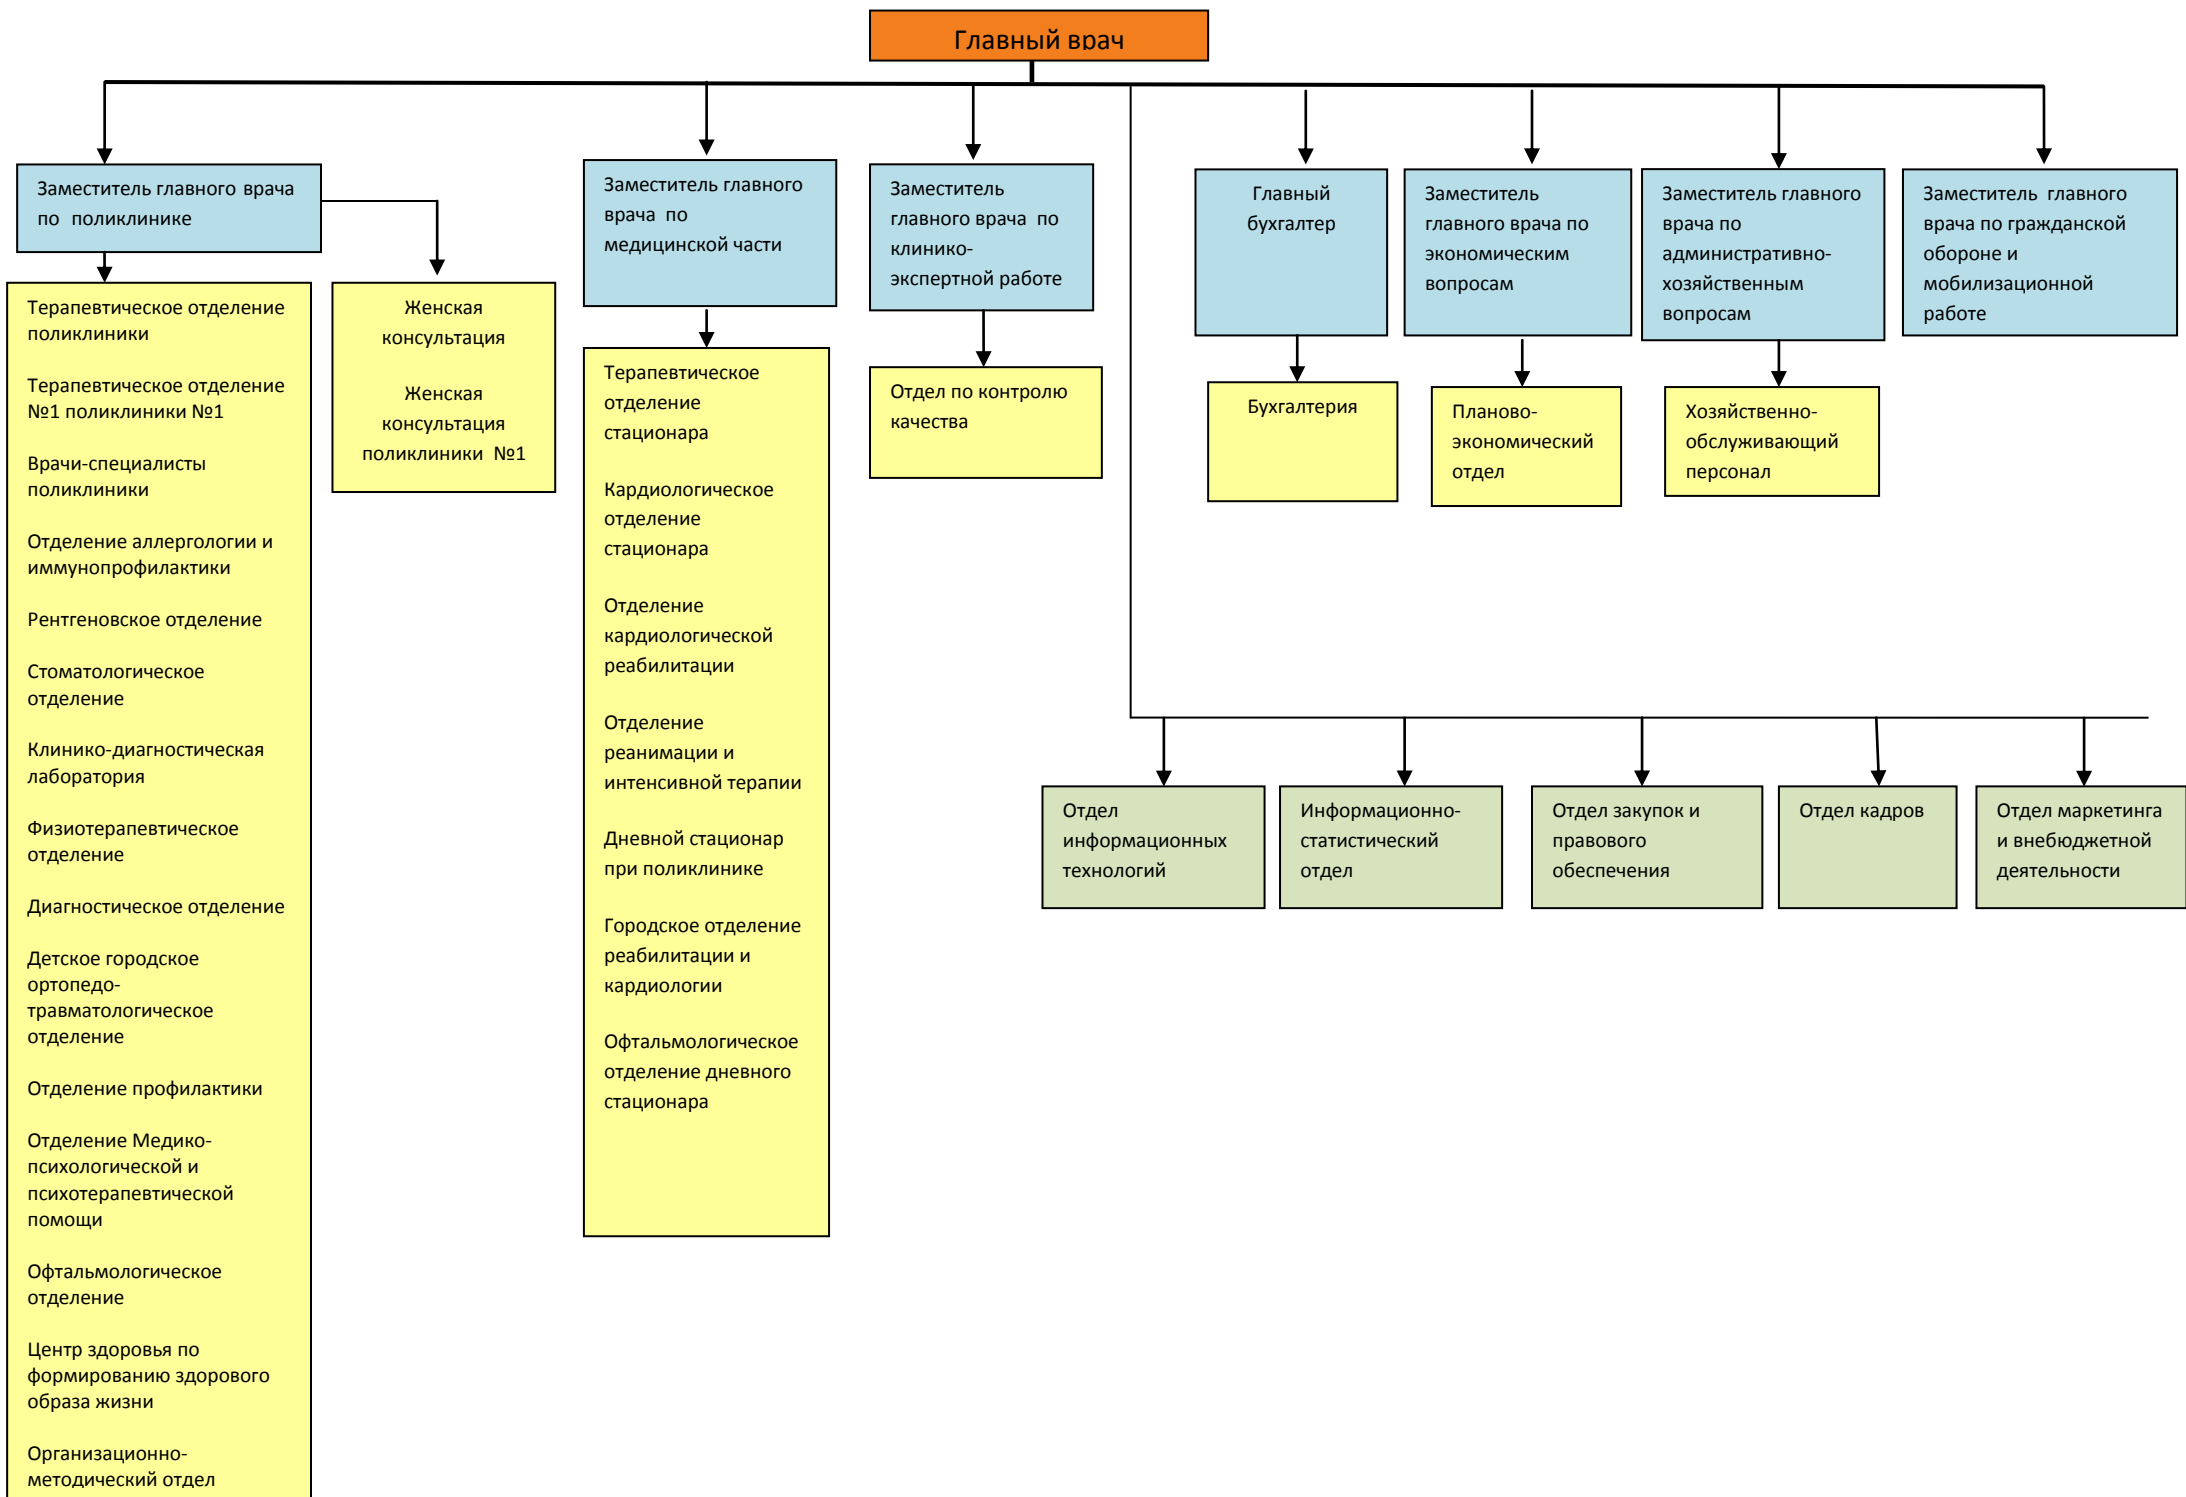 Главный врач
Заместитель главного врача
по поликлинике
Заместитель главного
врача по
медицинской части
Заместитель
главного врача по
клинико-
экспертной работе
Главный
бухгалтер
Заместитель
главного врача по
экономическим
вопросам
Заместитель главного
врача по
административно-
хозяйственным
вопросам
Заместитель главного
врача по гражданской
обороне и
мобилизационной
работе
Терапевтическое отделение
поликлиники
Терапевтическое отделение
№1 поликлиники №1
Врачи-специалисты
поликлиники
Отделение аллергологии и
иммунопрофилактики
Рентгеновское отделение
Стоматологическое
отделение
Клинико-диагностическая
лаборатория
Физиотерапевтическое
отделение
Диагностическое отделение
Детское городское
ортопедо-
травматологическое
отделение
Отделение профилактики
Отделение Медико-
психологической и
психотерапевтической
помощи
Офтальмологическое
отделение
Центр здоровья по
формированию здорового
образа жизни
Организационно-
методический отдел
Женская
консультация
Женская
консультация
поликлиники №1
Терапевтическое
отделение
стационара
Кардиологическое
отделение
стационара
Отделение
кардиологической
реабилитации
Отделение
реанимации и
интенсивной терапии
Дневной стационар
при поликлинике
Городское отделение
реабилитации и
кардиологии
Офтальмологическое
отделение дневного
стационара
Отдел по контролю
качества
Бухгалтерия
Планово-
экономический
отдел
Хозяйственно-
обслуживающий
персонал
Отдел
информационных
технологий
Информационно-
статистический
отдел
Отдел закупок и
правового
обеспечения
Отдел кадров
Отдел маркетинга
и внебюджетной
деятельности